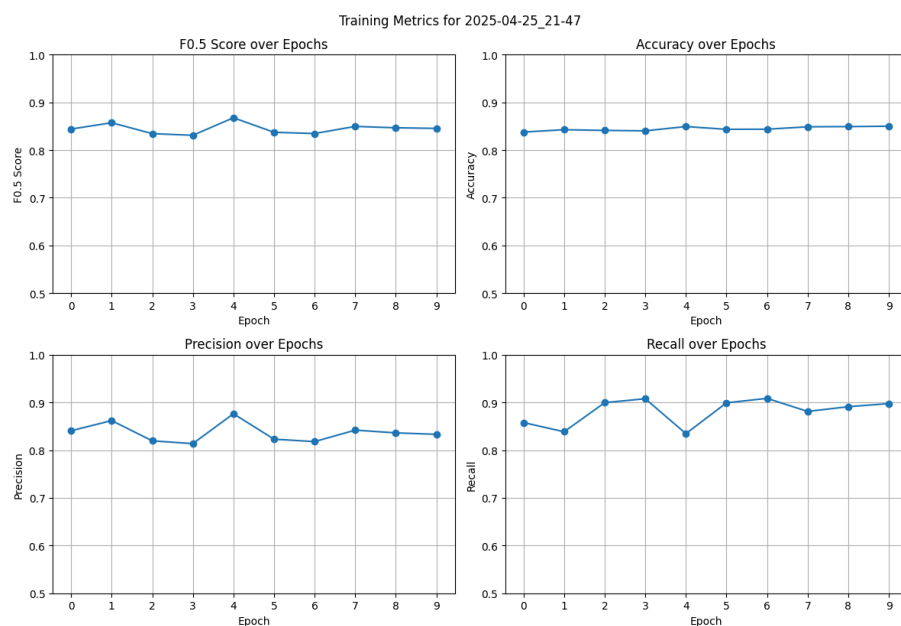 Training Metrics for 2025-04-25_21-47
F0.5 Score over Epochs
1.0
0.9
0.8
0.7
0.6
0.5
F0.5 Score
0 1 2 3 4 5 6 7 8 9
Epoch
Accuracy over Epochs
1.0
0.9
0.8
0.7
0.6
0.5
Accuracy
0 1 2 3 4 5 6 7 8 9
Epoch
Precision over Epochs
1.0
0.9
0.8
0.7
0.6
0.5
Precision
0 1 2 3 4 5 6 7 8 9
Epoch
Recall over Epochs
1.0
0.9
0.8
0.7
0.6
0.5
Recall
0 1 2 3 4 5 6 7 8 9
Epoch